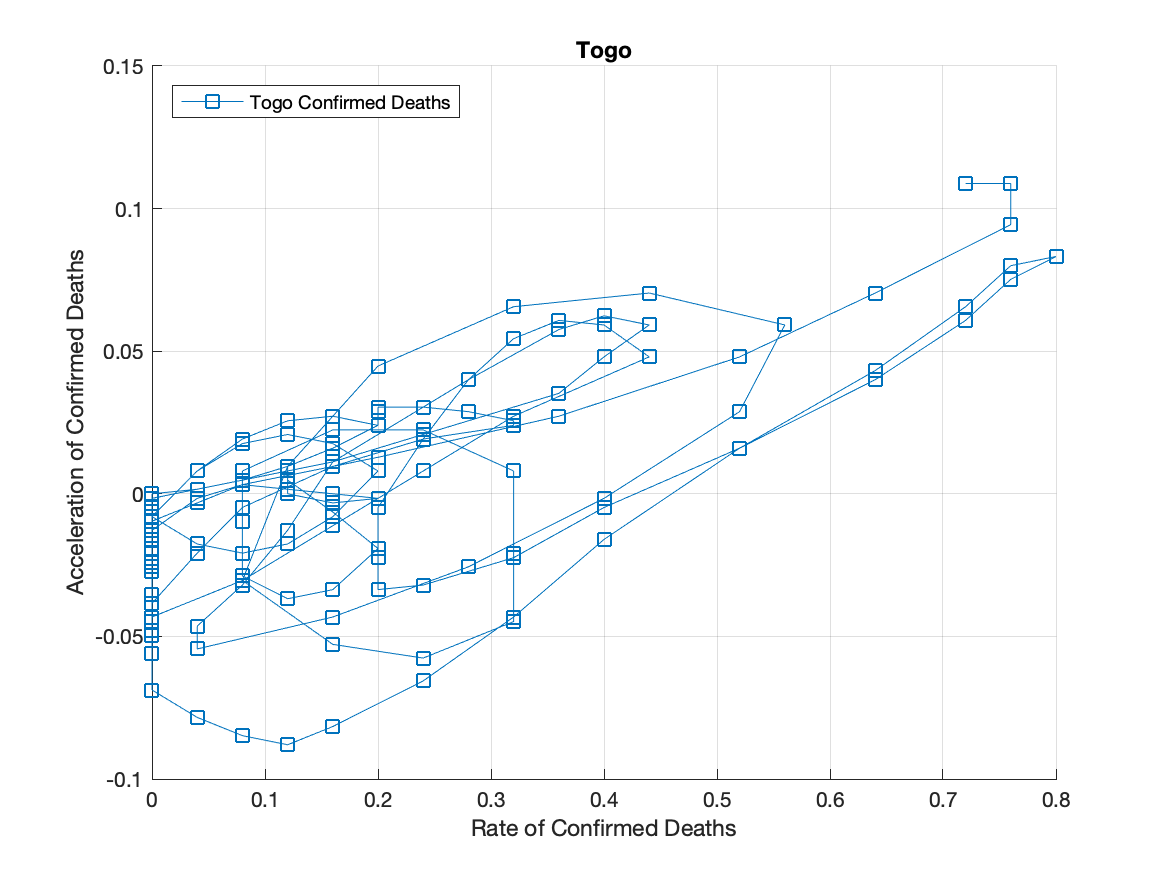 Togo
0.15
Togo Confirmed Deaths
0.1
0.05
0
-0.05
-0.1
Acceleration of Confirmed Deaths
0 0.1 0.2 0.3 0.4 0.5 0.6 0.7 0.8
Rate of Confirmed Deaths